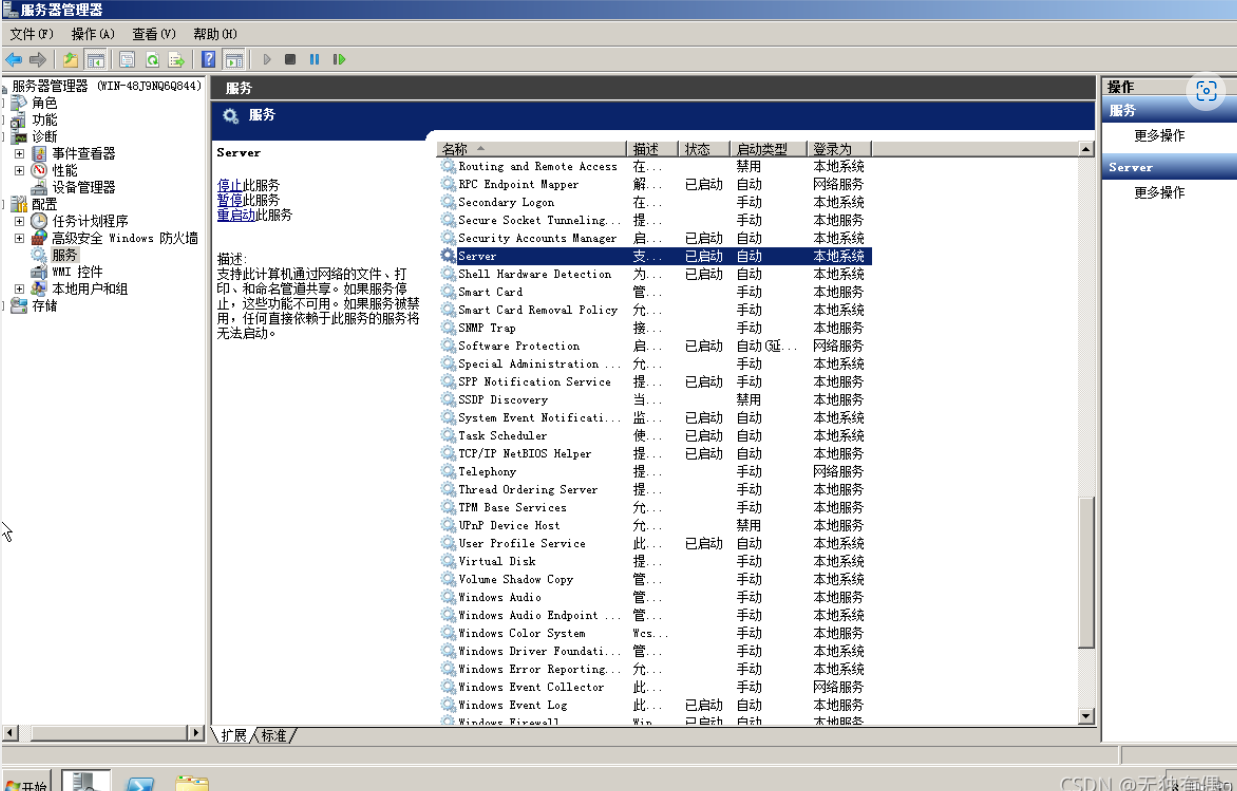 服务器管理器
文件(F) 操作(A) 查看(V) 帮助(H)
服务器管理器 (WIN-48J9NQ6Q844)
角色
功能
诊断
事件查看器
性能
设备管理器
配置
任务计划程序
高级安全 Windows 防火墙
服务
WMI 控件
本地用户和组
存储
服务
服务
Server
停止此服务
暂停此服务
重启动此服务
描述:
支持此计算机通过网络的文件、打
印、和命名管道共享。如果服务停
止，这些功能不可用。如果服务被禁
用，任何直接依赖于此服务的服务将
无法启动。
名称 描述 状态 启动类型 登录为
Routing and Remote Access 在... 禁用 本地系统
RPC Endpoint Mapper 解... 已启动 自动 网络服务
Secondary Logon 在... 手动 本地系统
Secure Socket Tunneling... 提... 手动 本地服务
Security Accounts Manager 启... 已启动 自动 本地系统
Server 支... 已启动 自动 本地系统
Shell Hardware Detection 为... 已启动 自动 本地系统
Smart Card 管... 手动 本地服务
Smart Card Removal Policy 允... 手动 本地系统
SNMP Trap 接... 手动 本地服务
Software Protection 启... 已启动 自动(延... 网络服务
Special Administration ... 允... 手动 本地系统
SPP Notification Service 提... 已启动 手动 本地服务
SSDP Discovery 当... 禁用 本地服务
System Event Notificati... 监... 已启动 自动 本地系统
Task Scheduler 使... 已启动 自动 本地系统
TCP/IP NetBIOS Helper 提... 已启动 自动 本地服务
Telephony 提... 手动 网络服务
Thread Ordering Server 提... 手动 本地服务
TPM Base Services 允... 手动 本地服务
UPnP Device Host 允... 禁用 本地服务
User Profile Service 此... 已启动 自动 本地系统
Virtual Disk 提... 手动 本地系统
Volume Shadow Copy 管... 手动 本地系统
Windows Audio 管... 手动 本地服务
Windows Audio Endpoint ... 管... 手动 本地系统
Windows Color System Wcs... 手动 本地服务
Windows Driver Foundati... 管... 手动 本地系统
Windows Error Reporting... 允... 手动 本地系统
Windows Event Collector 此... 手动 网络服务
Windows Event Log 此... 已启动 自动 本地服务
Windows Firewall Win... 已启动 自动 本地服务
扩展 标准
操作
服务
更多操作
Server
更多操作
开始
CSDN @无独有偶o